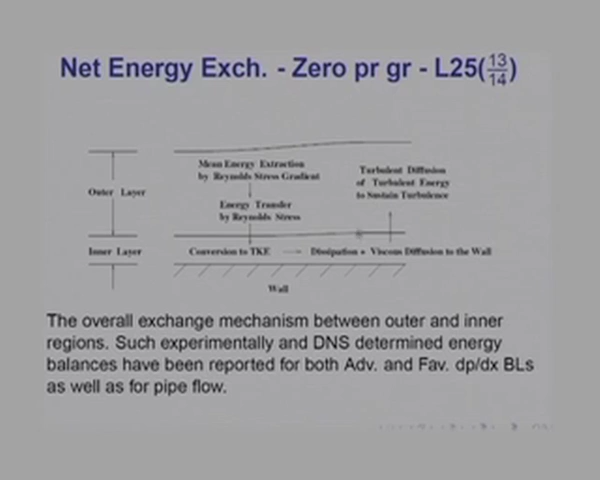 Net Energy Exch. - Zero pr gr - L25(13/14)
Mean Energy Extraction
by Reynolds Stress Gradient
Turbulent Diffusion
of Turbulent Energy
to Sustain Turbulence
Outer Layer
Energy Transfer
by Reynolds Stress
Inner Layer
Conversion to TKE
Dissipation + Viscous Diffusion to the Wall
Wall
The overall exchange mechanism between outer and inner
regions. Such experimentally and DNS determined energy
balances have been reported for both Adv. and Fav. dp/dx BLs
as well as for pipe flow.